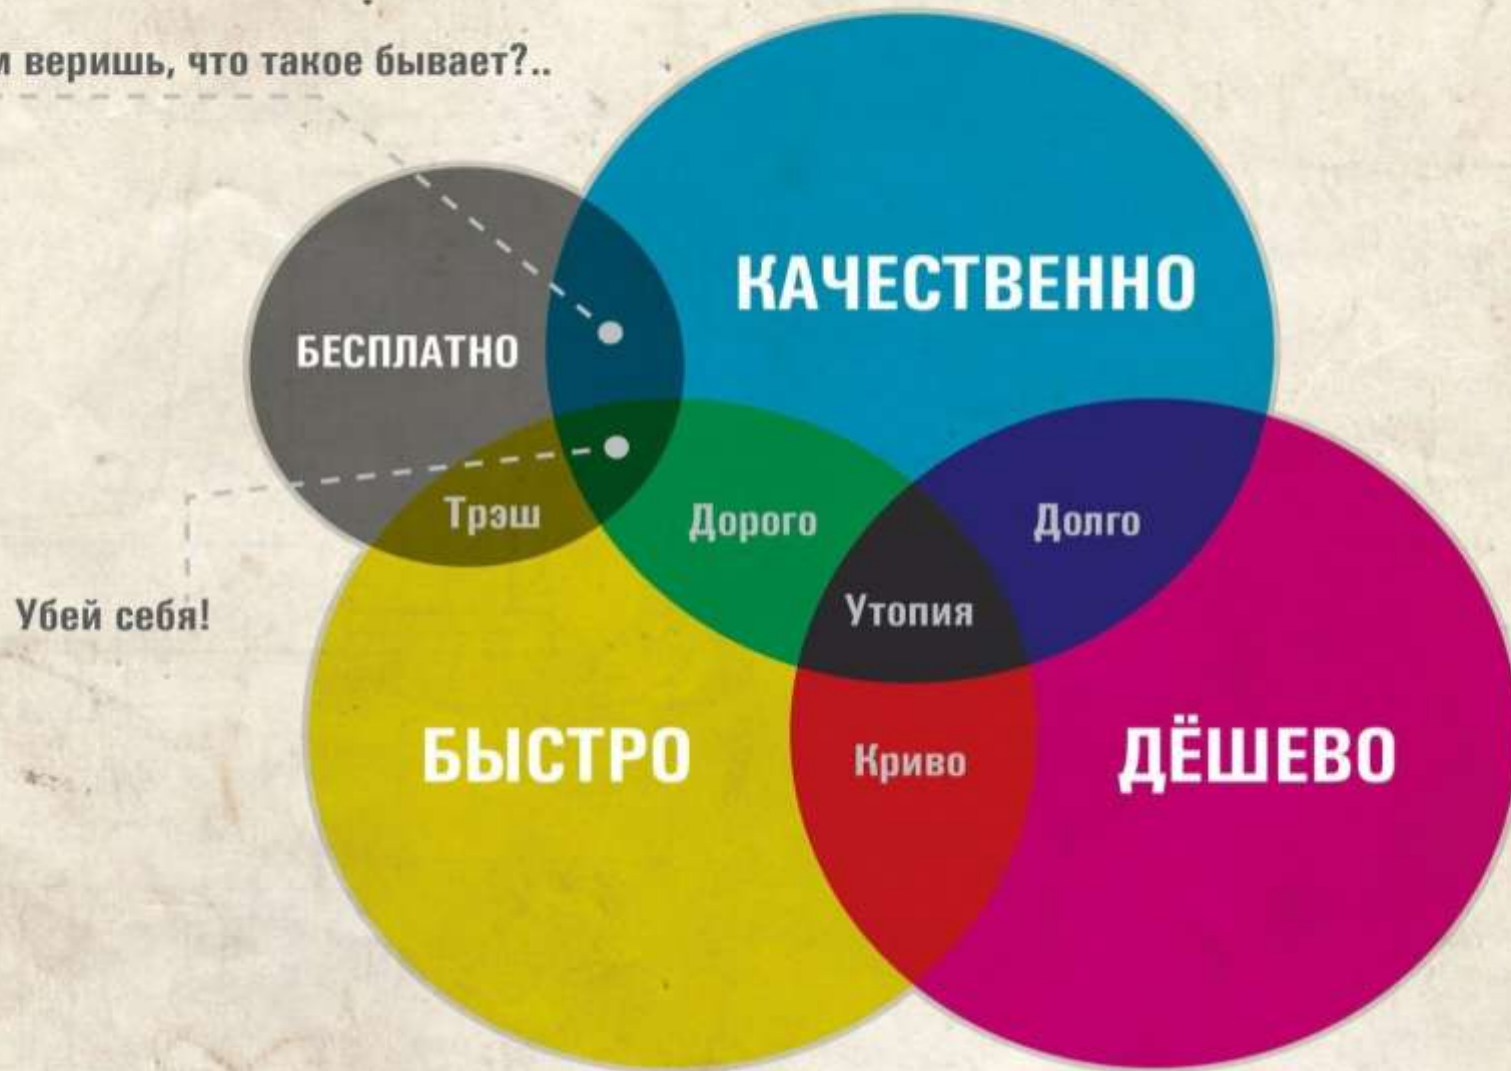 веришь, что такое бывает?..
КАЧЕСТВЕННО
БЕСПЛАТНО
Трэш
Дорого
Долго
Утопия
Убей себя!
БЫСТРО
Криво
ДЁШЕВО